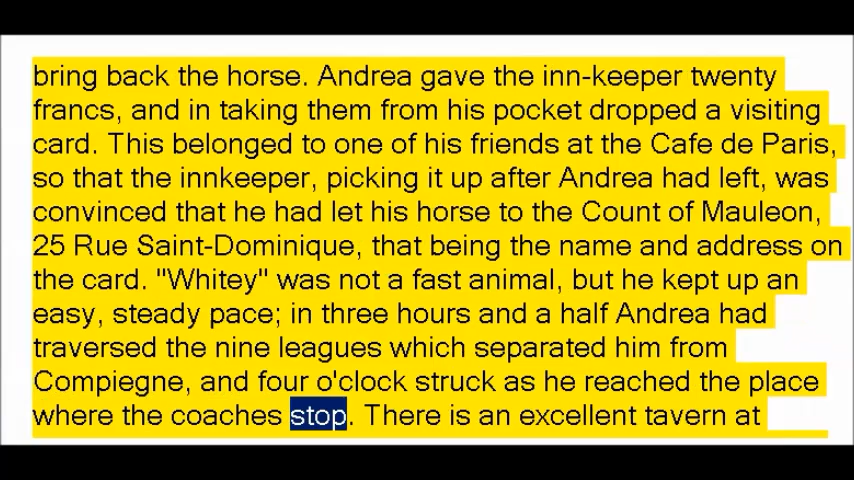 bring back the horse. Andrea gave the inn-keeper twenty
francs, and in taking them from his pocket dropped a visiting
card. This belonged to one of his friends at the Cafe de Paris,
so that the innkeeper, picking it up after Andrea had left, was
convinced that he had let his horse to the Count of Mauleon,
25 Rue Saint-Dominique, that being the name and address on
the card. "Whitey" was not a fast animal, but he kept up an
easy, steady pace; in three hours and a half Andrea had
traversed the nine leagues which separated him from
Compiegne, and four o'clock struck as he reached the place
where the coaches stop. There is an excellent tavern at